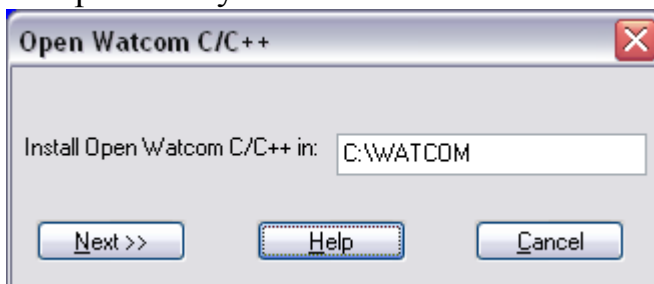 Open Watcom C/C++
Install Open Watcom C/C++ in: C:\WATCOM
Next >> Help Cancel